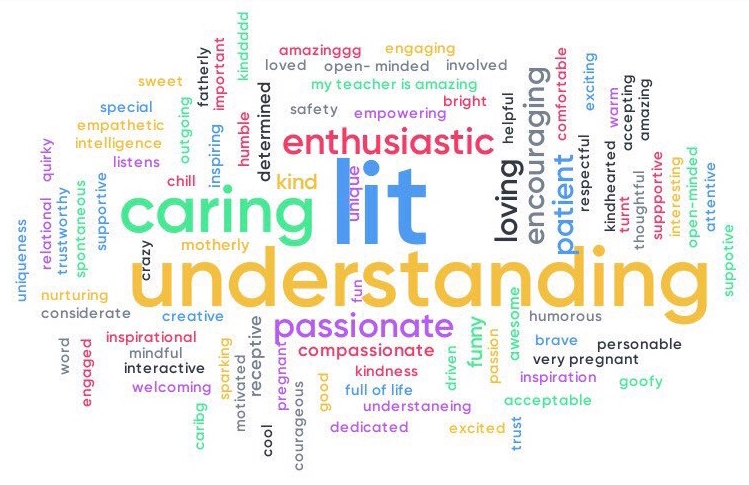 kinddddd
amazinggg
engaging
fatherly
important
loved
open- minded
involved
sweet
my teacher is amazing
comfortable
exciting
determined
safety
empowering
bright
helpful
encouraging
warm
accepting
amazing
special
outgoing
humble
empathetic
intelligence
enthusiastic
listens
inspiring
quirky
chill
kind
unique
lit
loving
patient
respectful
kindhearted
turnt
thoughtful
suppportive
interesting
open-minded
attentive
uniqueness
relational
trustworthy
spontaneous
supportive
caring
crazy
motherly
suppotive
understanding
fun
nurturing
considerate
creative
passionate
funny
awesome
humorous
word
engaged
inspirational
mindful
interactive
welcoming
sparking
motivated
receptive
pregnant
compassionate
kindness
full of life
driven
passion
brave
personable
very pregnant
inspiration
goofy
caribg
cool
courageous
good
understaneing
dedicated
acceptable
excited
trust